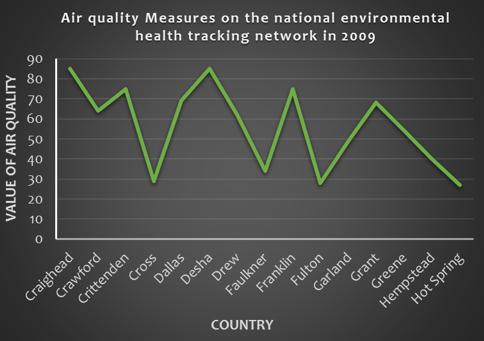 Air quality Measures on the national environmental
health tracking network in 2009
VALUE OF AIR QUALITY
90
80
70
60
50
40
30
20
10
0
Craighead
Crawford
Crittenden
Cross
Dallas
Desha
Drew
Faulkner
Franklin
Fulton
Garland
Grant
Greene
Hempstead
Hot Spring
COUNTRY